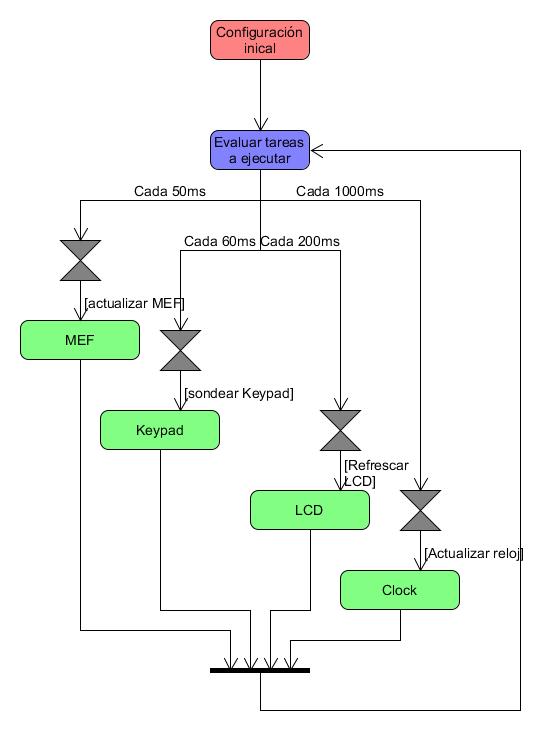 Configuración
inical
Evaluar tareas
a ejecutar
Cada 50ms
Cada 1000ms
Cada 60ms
Cada 200ms
[actualizar MEF]
MEF
[sondear Keypad]
Keypad
[Refrescar
LCD]
LCD
[Actualizar reloj]
Clock